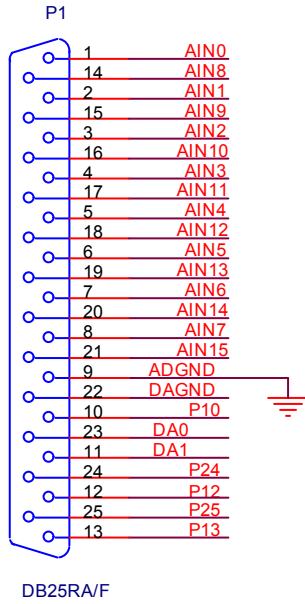 P1
1 AIN0
14 AIN8
2 AIN1
15 AIN9
3 AIN2
16 AIN10
4 AIN3
17 AIN11
5 AIN4
18 AIN12
6 AIN5
19 AIN13
7 AIN6
20 AIN14
8 AIN7
21 AIN15
9 ADGND
22 DAGND
10 P10
23 DA0
11 DA1
24 P24
12 P12
25 P25
13 P13
DB25RA/F